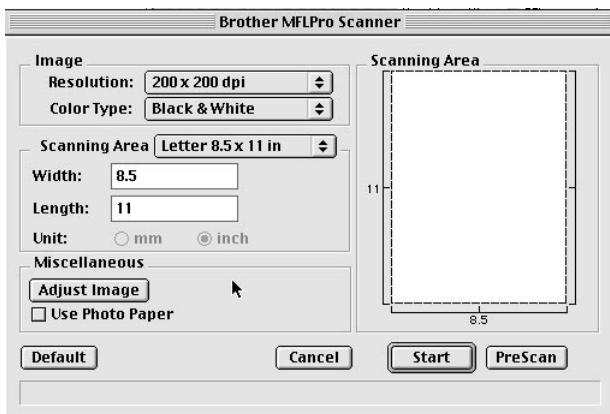 Brother MFLPro Scanner
Image
Resolution: 200 x 200 dpi
Color Type: Black & White
Scanning Area Letter 8.5 x 11 in
Width: 8.5
Length: 11
Unit: mm inch
Miscellaneous
Adjust Image
Use Photo Paper
Scanning Area
11
8.5
Default Cancel Start PreScan